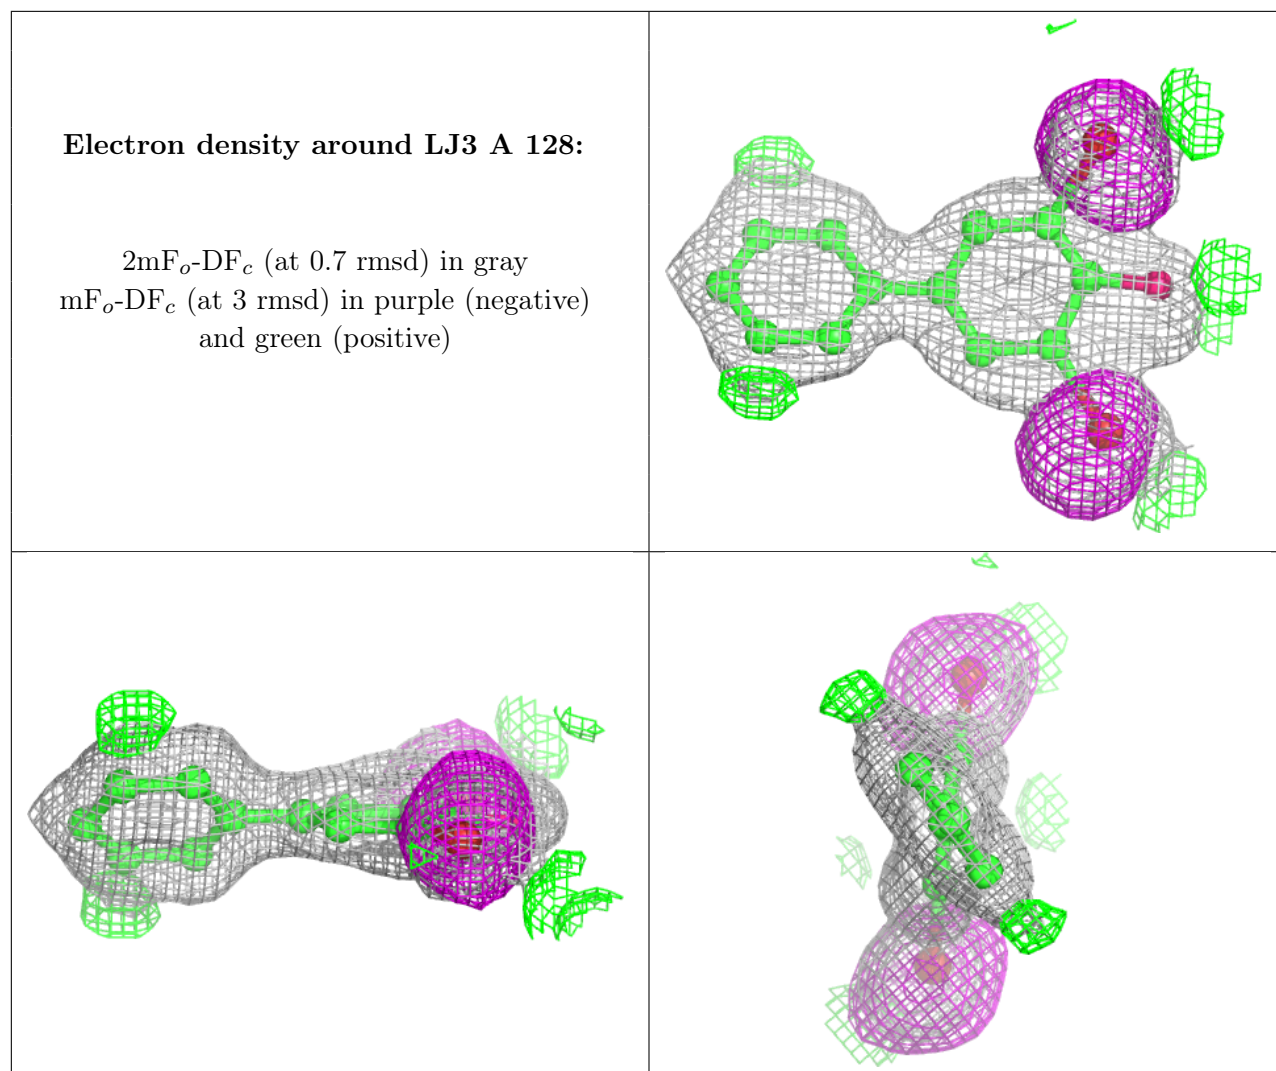 Electron density around LJ3 A 128:
2mFo-DFc (at 0.7 rmsd) in gray
mFo-DFc (at 3 rmsd) in purple (negative)
and green (positive)